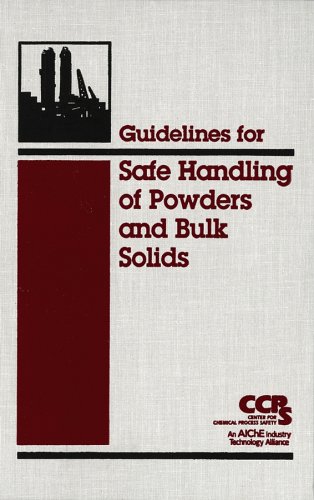 Guidelines for
Safe Handling
of Powders
and Bulk
Solids
CCPS
CENTER FOR
CHEMICAL PROCESS SAFETY
An AIChE Industry
Technology Alliance